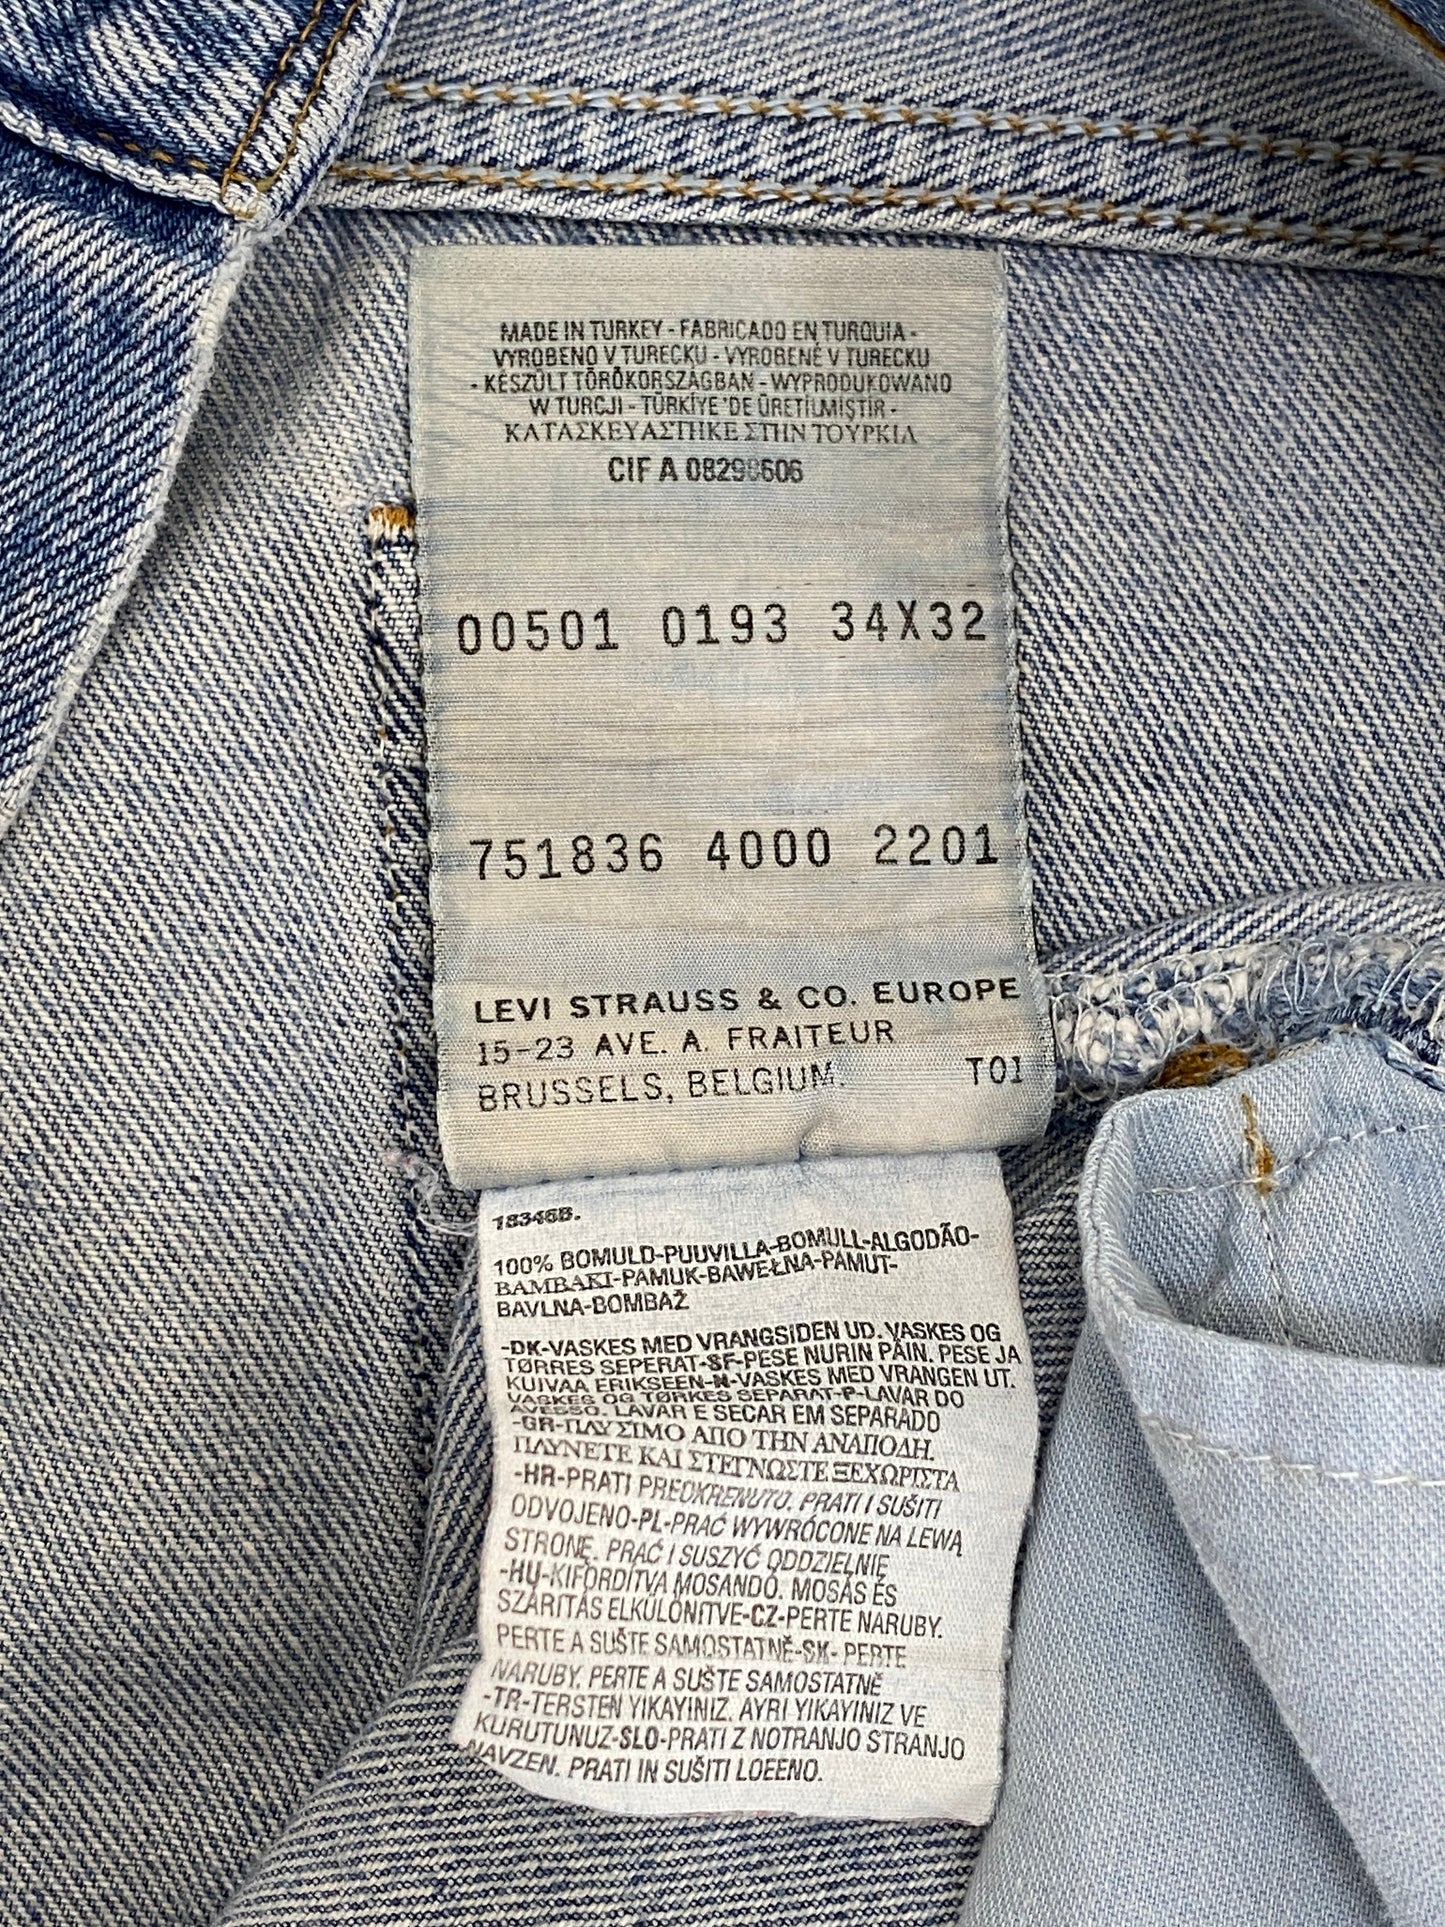 MADE IN TURKEY - FABRICADO EN TURQUIA -
VYROBENO V TURECKU - VYROBENÉ V TURECKU
- KÉSZÜLT TÖRÖKORSZÁGBAN - WYPRODUKOWANO
W TURCJI - TÜRKİYE'DE ÜRETİLMİŞTİR -
ΚΑΤΑΣΚΕΥΑΣΤΗΚΕ ΣΤΗΝ ΤΟΥΡΚΙΑ
CIF A 08298606
00501 0193 34X32
751836 4000 2201
LEVI STRAUSS & CO. EUROPE
15-23 AVE. A. FRAITEUR
BRUSSELS, BELGIUM. T01
18346B.
100% BOMULD-PUUVILLA-BOMULL-ALGODÃO-
BAMBAKI-PAMUK-BAWEŁNA-PAMUT-
BAVLNA-BOMBAŽ
-DK-VASKES MED VRANGSIDEN UD. VASKES OG
TØRRES SEPERAT-SF-PESE NURIN PÄIN. PESE JA
KUIVAA ERIKSEEN-N-VASKES MED VRANGEN UT.
VASKES OG TØRKES SEPARAT-P-LAVAR DO
AVESSO. LAVAR E SECAR EM SEPARADO
-GR-ΠΛΥΣΙΜΟ ΑΠΟ ΤΗΝ ΑΝΑΠΟΔΗ.
ΠΛΥΝΕΤΕ ΚΑΙ ΣΤΕΓΝΩΣΤΕ ΞΕΧΩΡΙΣΤΑ
-HR-PRATI PREOKRENUTO. PRATI I SUŠITI
ODVOJENO-PL-PRAĆ WYWRÓCONE NA LEWĄ
STRONĘ. PRAĆ I SUSZYĆ ODDZIELNIE
-HU-KIFORDÍTVA MOSANDÓ. MOSÁS ÉS
SZÁRITÁS ELKÜLÖNITVE-CZ-PERTE NARUBY.
PERTE A SUŠTE SAMOSTATNĚ-SK- PERTE
NARUBY. PERTE A SUŠTE SAMOSTATNĚ
-TR-TERSTEN YIKAYINIZ. AYRI YIKAYINIZ VE
KURUTUNUZ-SLO-PRATI Z NOTRANJO STRANJO
NAVZEN. PRATI IN SUŠITI LOEENO.